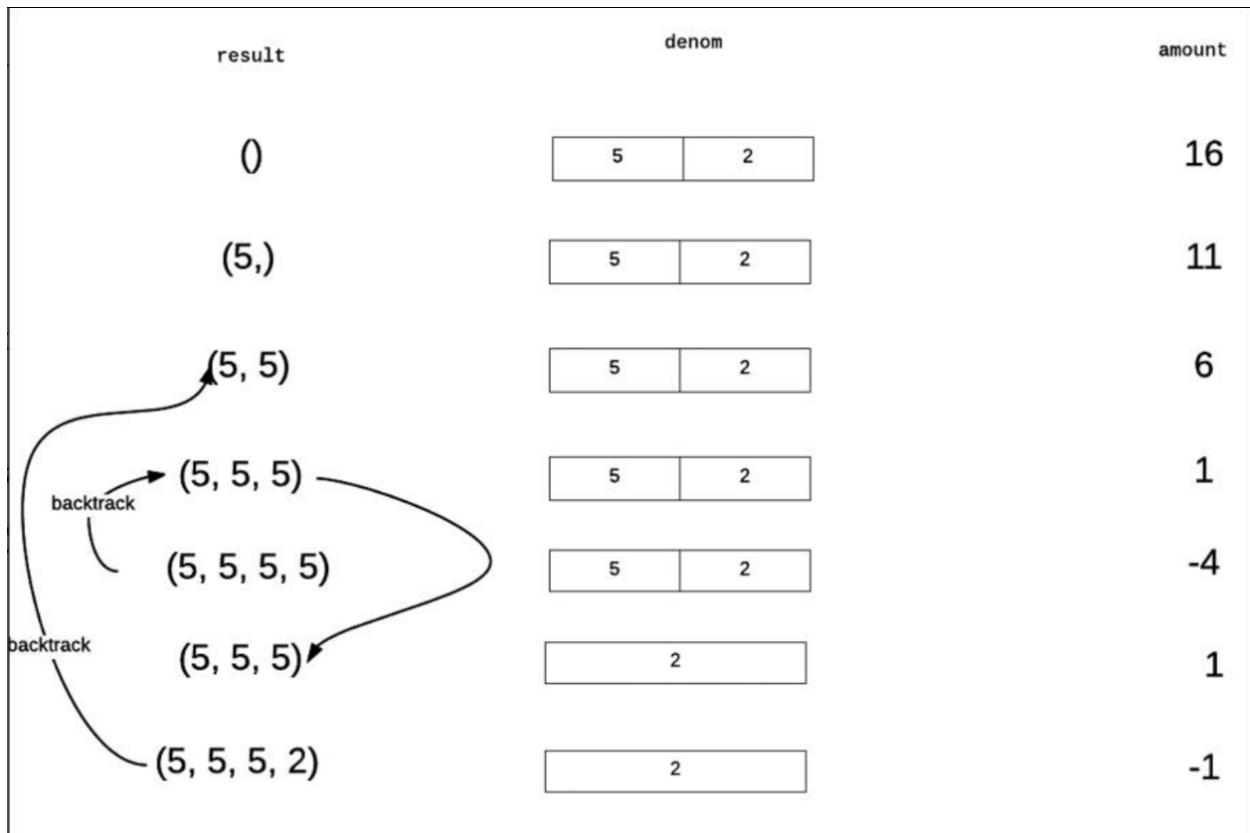 result denom amount
() 5 2 16
(5,) 5 2 11
(5, 5) 5 2 6
(5, 5, 5) 5 2 1
backtrack
(5, 5, 5, 5) 5 2 -4
backtrack
(5, 5, 5) 2 1
(5, 5, 5, 2) 2 -1